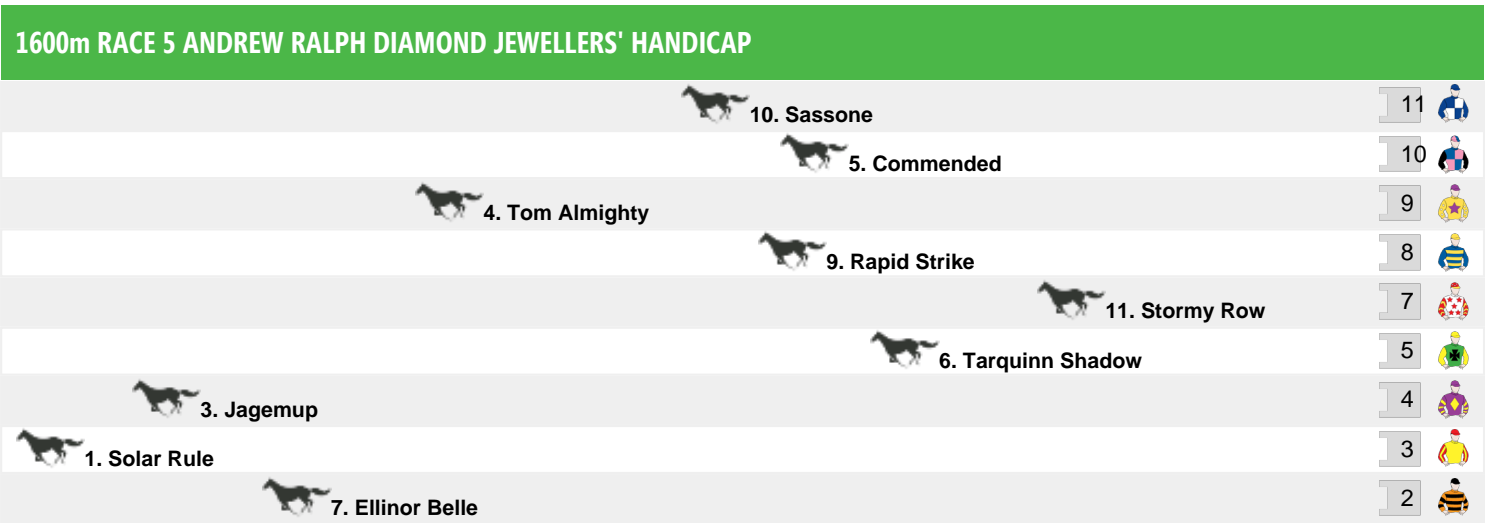 1600m RACE 5 ANDREW RALPH DIAMOND JEWELLERS' HANDICAP
10. Sassone 11
5. Commended 10
4. Tom Almighty 9
9. Rapid Strike 8
11. Stormy Row 7
6. Tarquinn Shadow 5
3. Jagemup 4
1. Solar Rule 3
7. Ellinor Belle 2